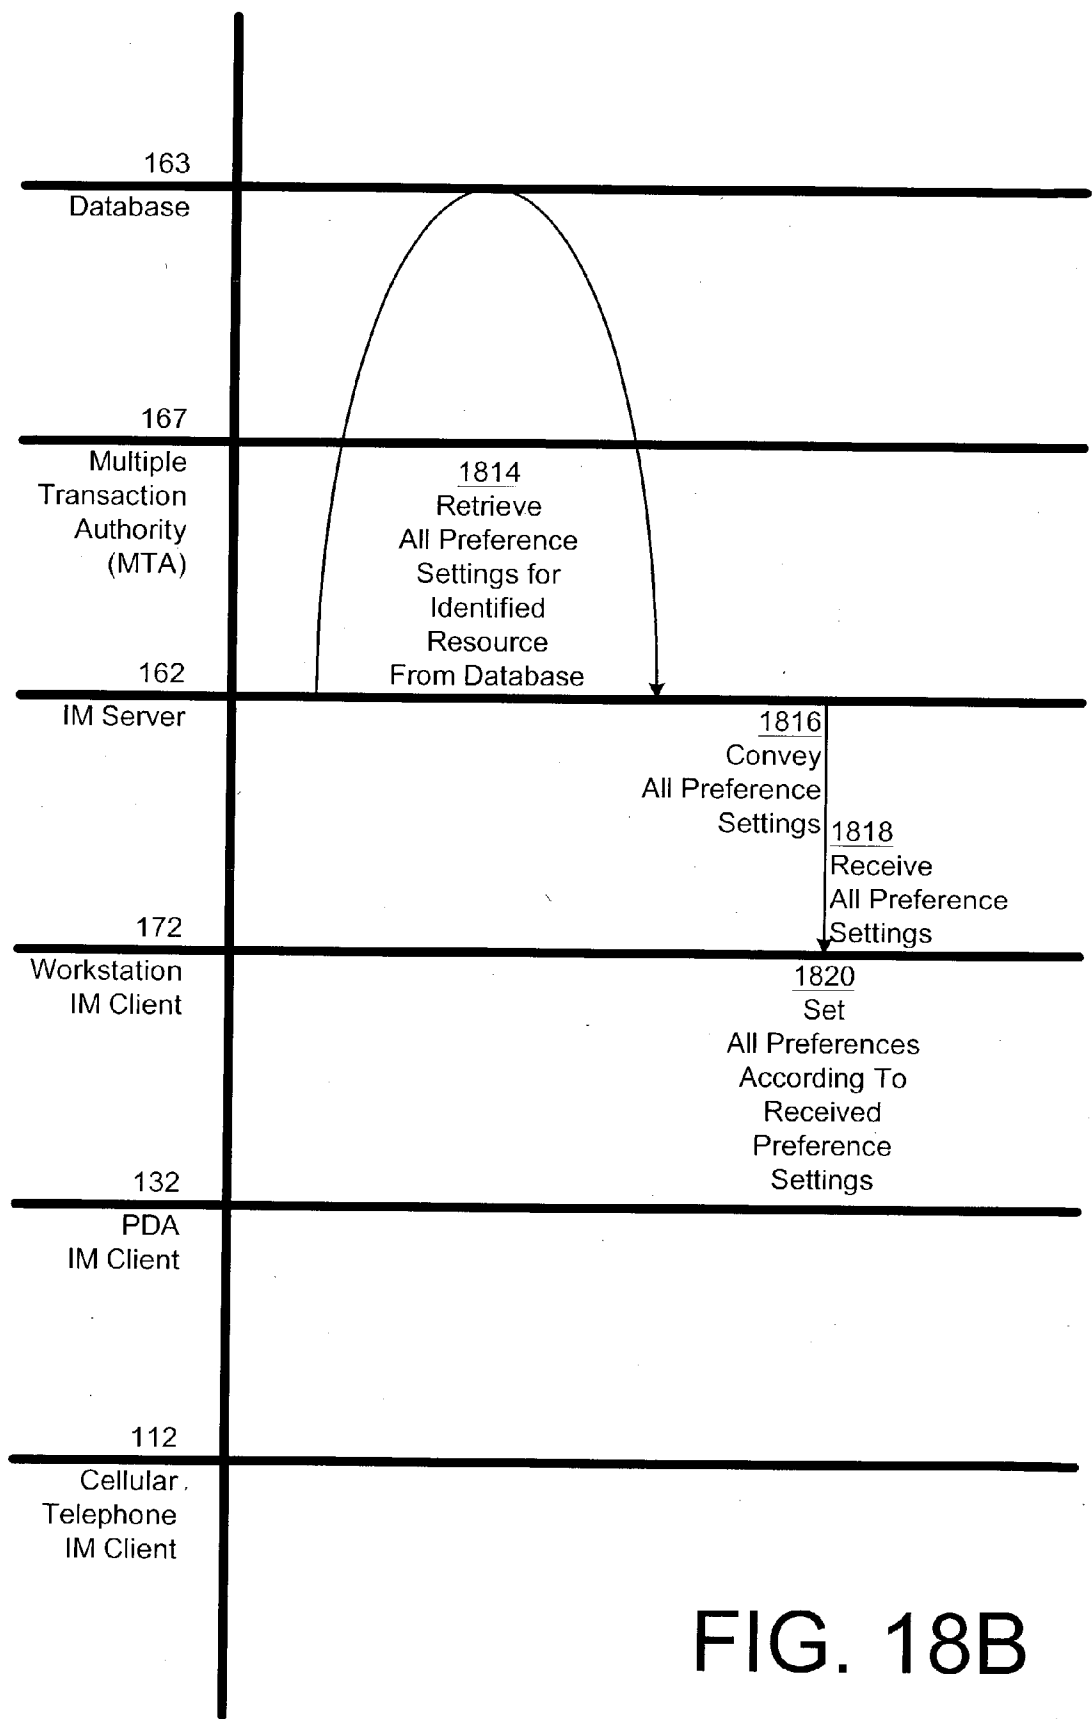 163
Database
167
Multiple
Transaction
Authority
(MTA)
1814
Retrieve
All Preference
Settings for
Identified
Resource
From Database
162
IM Server
1816
Convey
All Preference
Settings
1818
Receive
All Preference
Settings
172
Workstation
IM Client
1820
Set
All Preferences
According To
Received
Preference
Settings
132
PDA
IM Client
112
Cellular
Telephone
IM Client
FIG. 18B